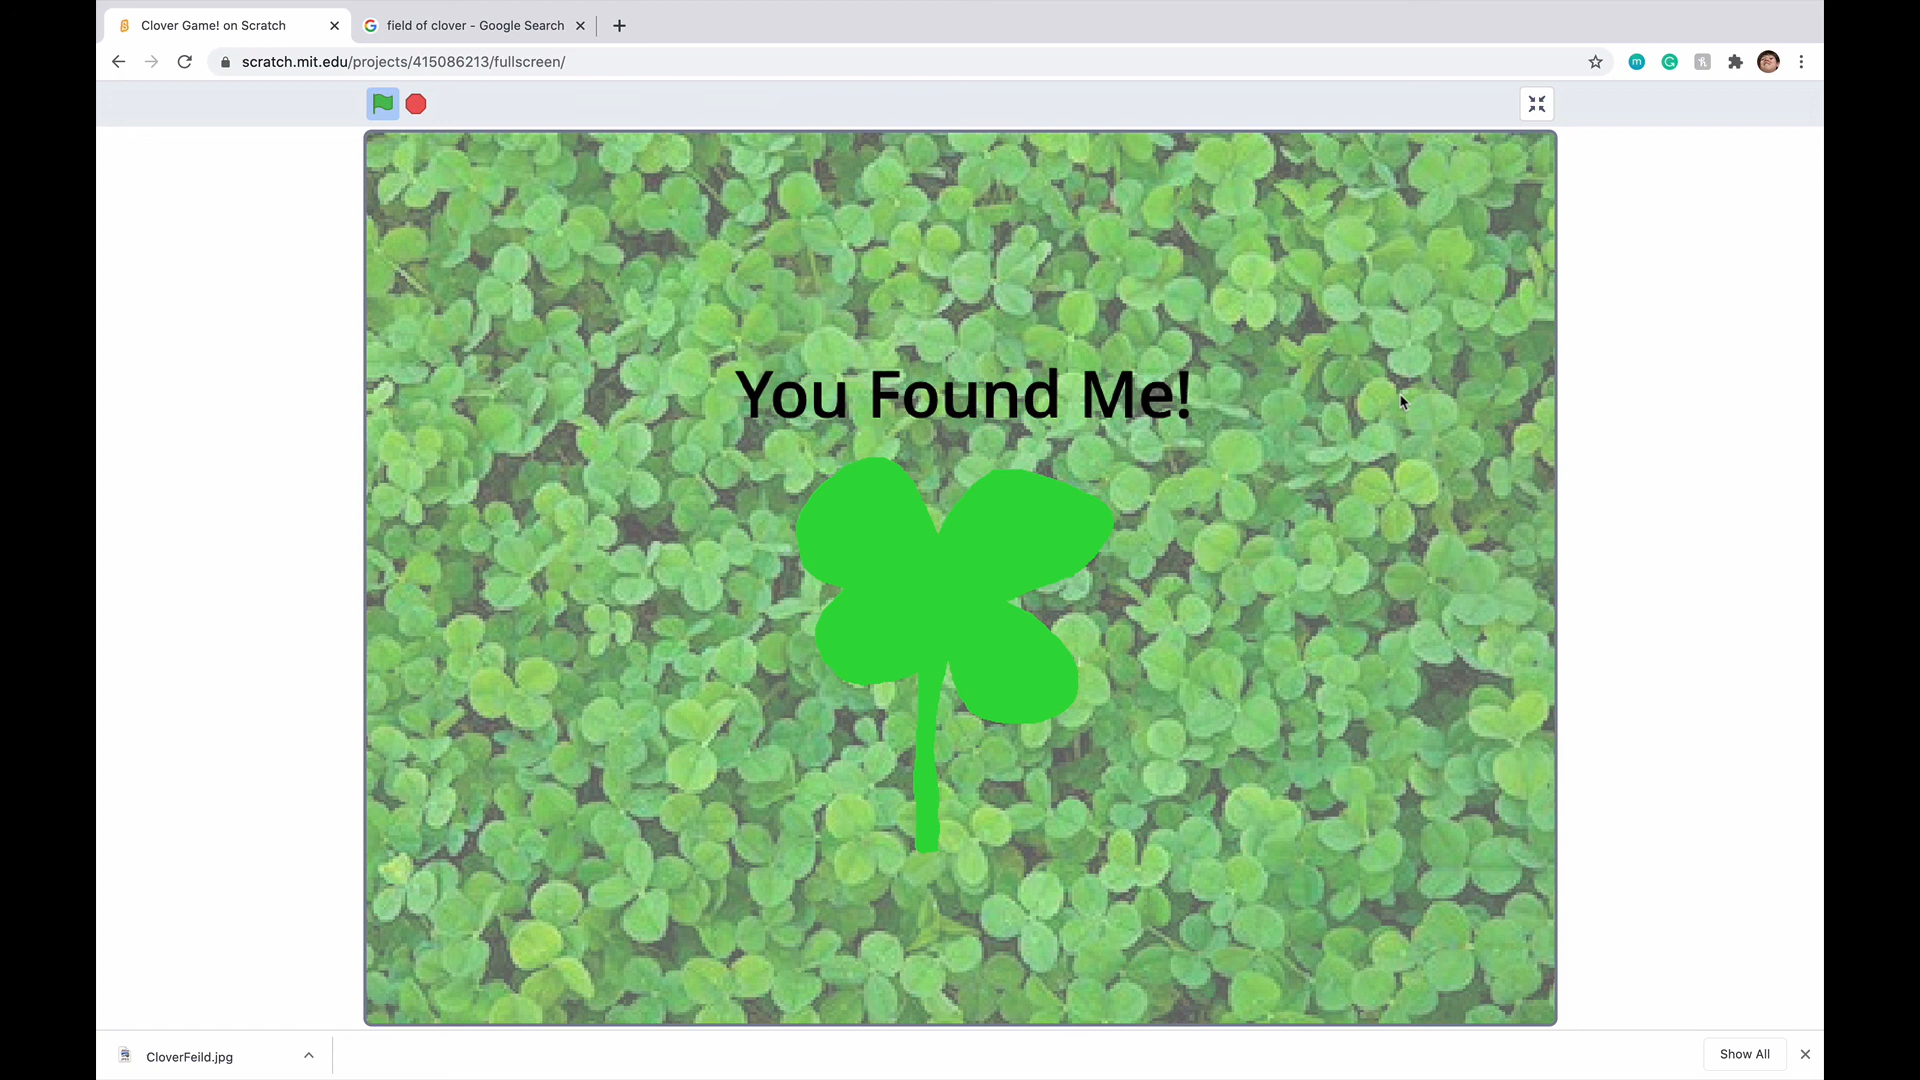 Clover Game! on Scratch
field of clover - Google Search
scratch.mit.edu/projects/415086213/fullscreen/
You Found Me!
CloverFeild.jpg
Show All